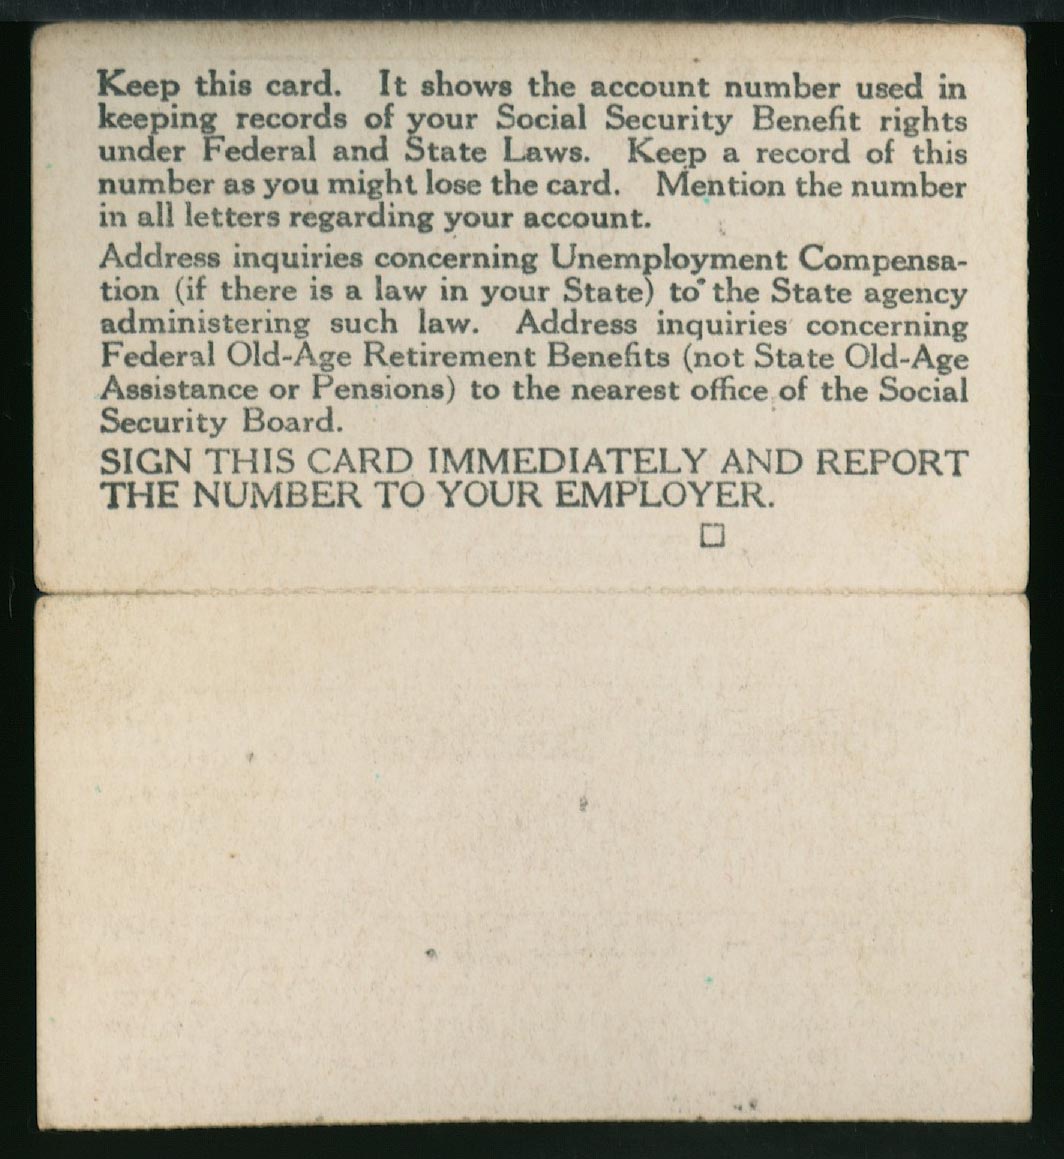 Keep this card. It shows the account number used in
keeping records of your Social Security Benefit rights
under Federal and State Laws. Keep a record of this
number as you might lose the card. Mention the number
in all letters regarding your account.
Address inquiries concerning Unemployment Compensa-
tion (if there is a law in your State) to the State agency
administering such law. Address inquiries concerning
Federal Old-Age Retirement Benefits (not State Old-Age
Assistance or Pensions) to the nearest office of the Social
Security Board.
SIGN THIS CARD IMMEDIATELY AND REPORT
THE NUMBER TO YOUR EMPLOYER.